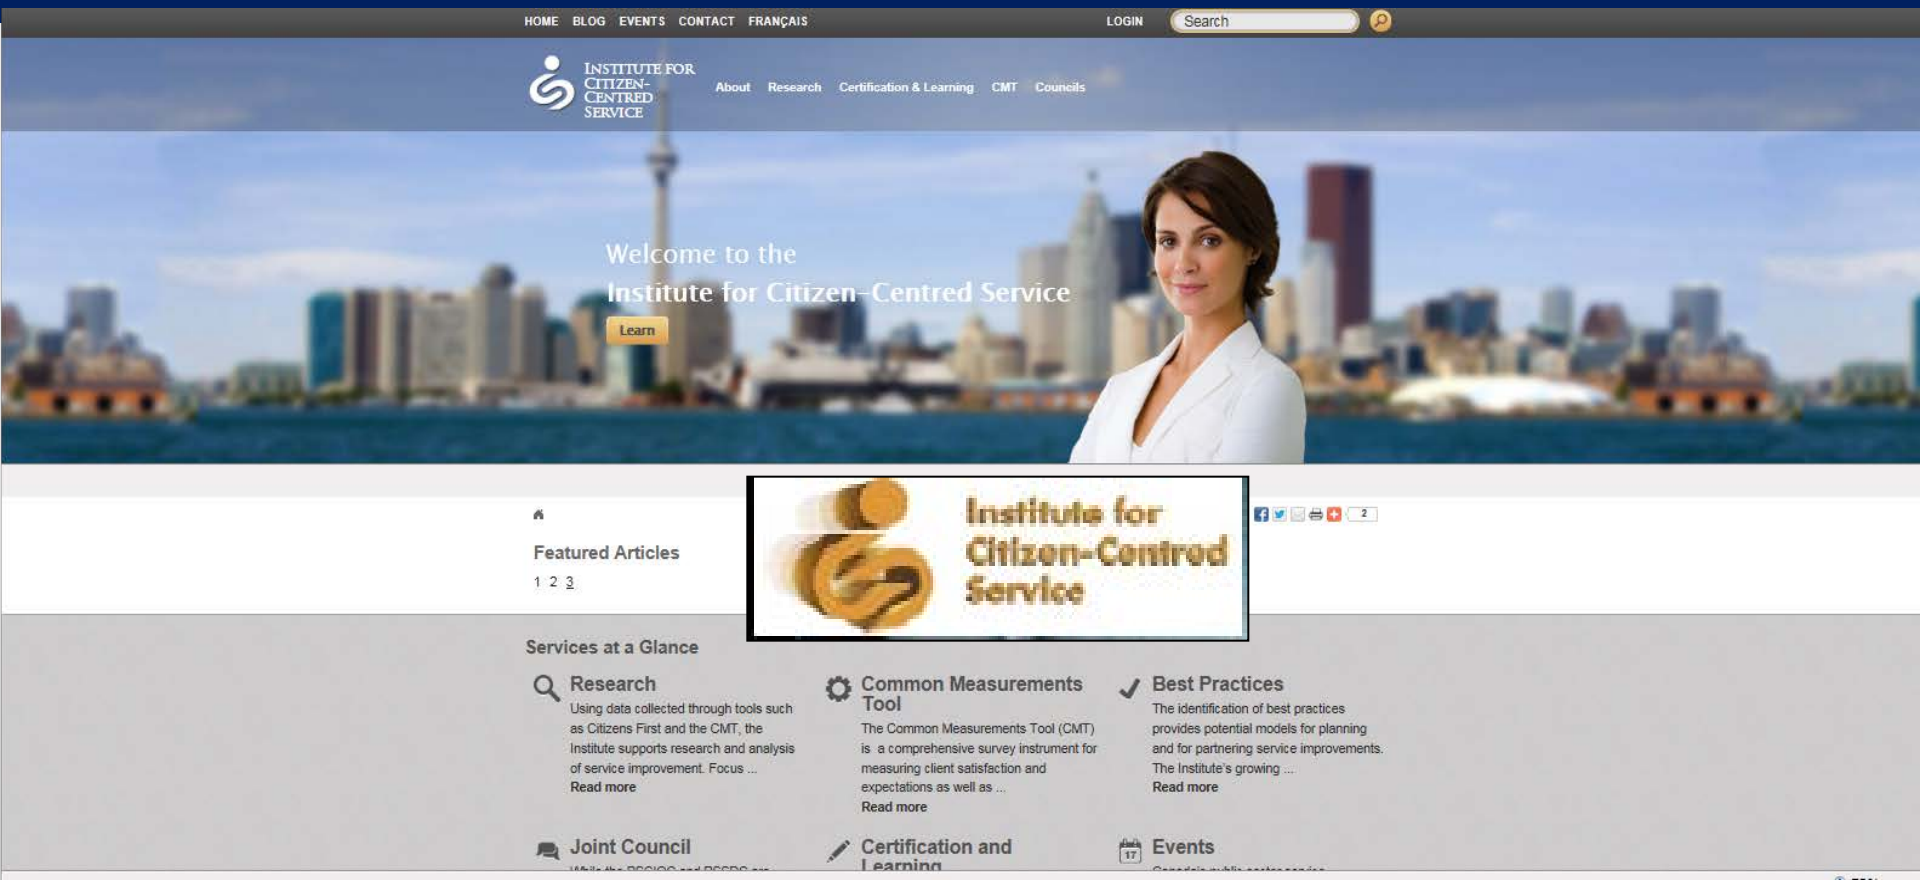 HOME BLOG EVENTS CONTACT FRANÇAIS
LOGIN
Search
INSTITUTE FOR
CITIZEN-
CENTRED
SERVICE
About Research Certification & Learning CMT Councils
Welcome to the
Institute for Citizen-Centred Service
Learn
Institute for
Citizen-Centred
Service
2
Featured Articles
1 2 3
Services at a Glance
Research
Using data collected through tools such
as Citizens First and the CMT, the
Institute supports research and analysis
of service improvement. Focus ...
Read more
Common Measurements
Tool
The Common Measurements Tool (CMT)
is a comprehensive survey instrument for
measuring client satisfaction and
expectations as well as ...
Read more
Best Practices
The identification of best practices
provides potential models for planning
and for partnering service improvements.
The Institute's growing ...
Read more
Joint Council
Certification and
Learning
17
Events